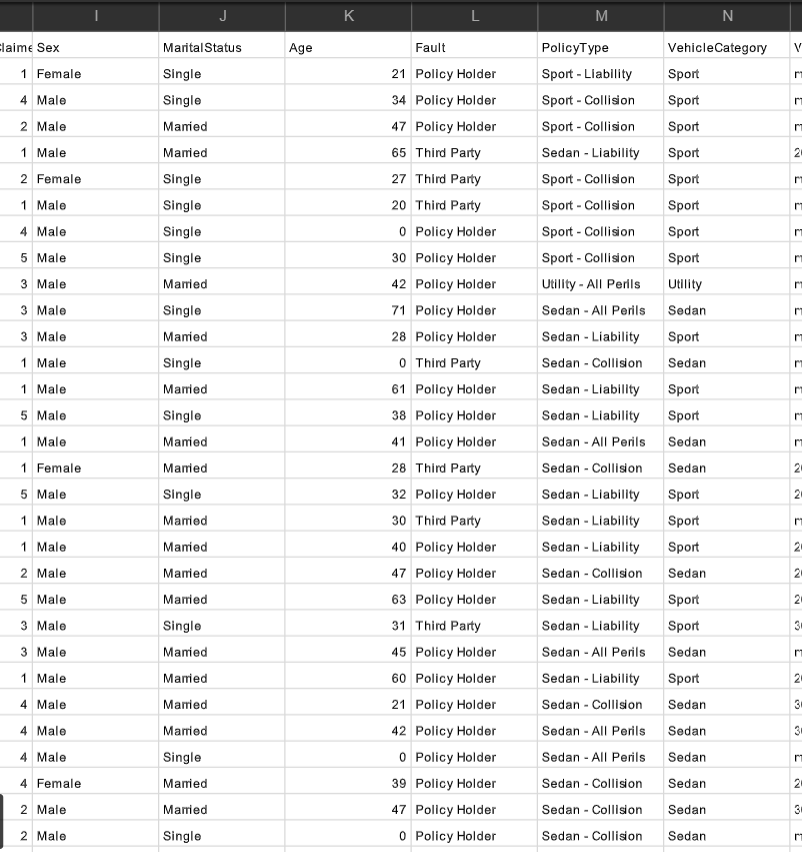 I J K L M N
Claime Sex MaritalStatus Age Fault PolicyType VehicleCategory V
1 Female Single 21 Policy Holder Sport - Liability Sport
4 Male Single 34 Policy Holder Sport - Collision Sport
2 Male Married 47 Policy Holder Sport - Collision Sport
1 Male Married 65 Third Party Sedan - Liability Sport
2 Female Single 27 Third Party Sport - Collision Sport
1 Male Single 20 Third Party Sport - Collision Sport
4 Male Single 0 Policy Holder Sport - Collision Sport
5 Male Single 30 Policy Holder Sport - Collision Sport
3 Male Married 42 Policy Holder Utility - All Perils Utility
3 Male Single 71 Policy Holder Sedan - All Perils Sedan
3 Male Married 28 Policy Holder Sedan - Liability Sport
1 Male Single 0 Third Party Sedan - Collision Sedan
1 Male Married 61 Policy Holder Sedan - Liability Sport
5 Male Single 38 Policy Holder Sedan - Liability Sport
1 Male Married 41 Policy Holder Sedan - All Perils Sedan
1 Female Married 28 Third Party Sedan - Collision Sedan
5 Male Single 32 Policy Holder Sedan - Liability Sport
1 Male Married 30 Third Party Sedan - Liability Sport
1 Male Married 40 Policy Holder Sedan - Liability Sport
2 Male Married 47 Policy Holder Sedan - Collision Sedan
5 Male Married 63 Policy Holder Sedan - Liability Sport
3 Male Single 31 Third Party Sedan - Liability Sport
3 Male Married 45 Policy Holder Sedan - All Perils Sedan
1 Male Married 60 Policy Holder Sedan - Liability Sport
4 Male Married 21 Policy Holder Sedan - Collision Sedan
4 Male Married 42 Policy Holder Sedan - All Perils Sedan
4 Male Single 0 Policy Holder Sedan - All Perils Sedan
4 Female Married 39 Policy Holder Sedan - Collision Sedan
2 Male Married 47 Policy Holder Sedan - Collision Sedan
2 Male Single 0 Policy Holder Sedan - Collision Sedan